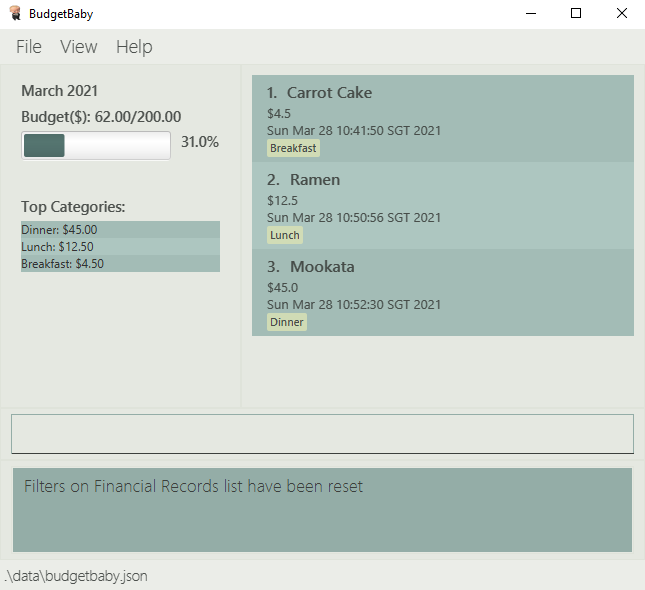 BudgetBaby
File View Help
March 2021
Budget($): 62.00/200.00
31.0%
Top Categories:
Dinner: $45.00
Lunch: $12.50
Breakfast: $4.50
1. Carrot Cake
$4.5
Sun Mar 28 10:41:50 SGT 2021
Breakfast
2. Ramen
$12.5
Sun Mar 28 10:50:56 SGT 2021
Lunch
3. Mookata
$45.0
Sun Mar 28 10:52:30 SGT 2021
Dinner
Filters on Financial Records list have been reset
.\data\budgetbaby.json